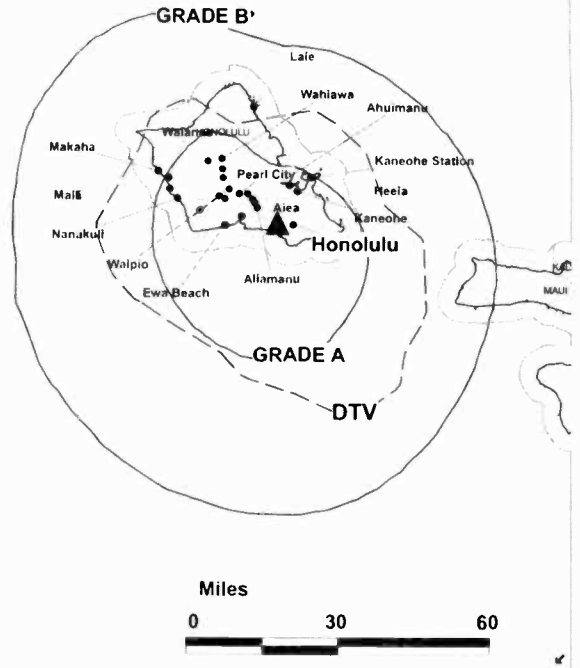 GRADE B'
Laie
Wahiawa
Ahuimanu
HONOLULU
Makaha
Kaneohe Station
Pearl City
Heeia
Maili
Aiea
Kaneohe
Nanakuli
Honolulu
Waipio
Aliamanu
MAUI
Ewa Beach
GRADE A
DTV
Miles
0 30 60